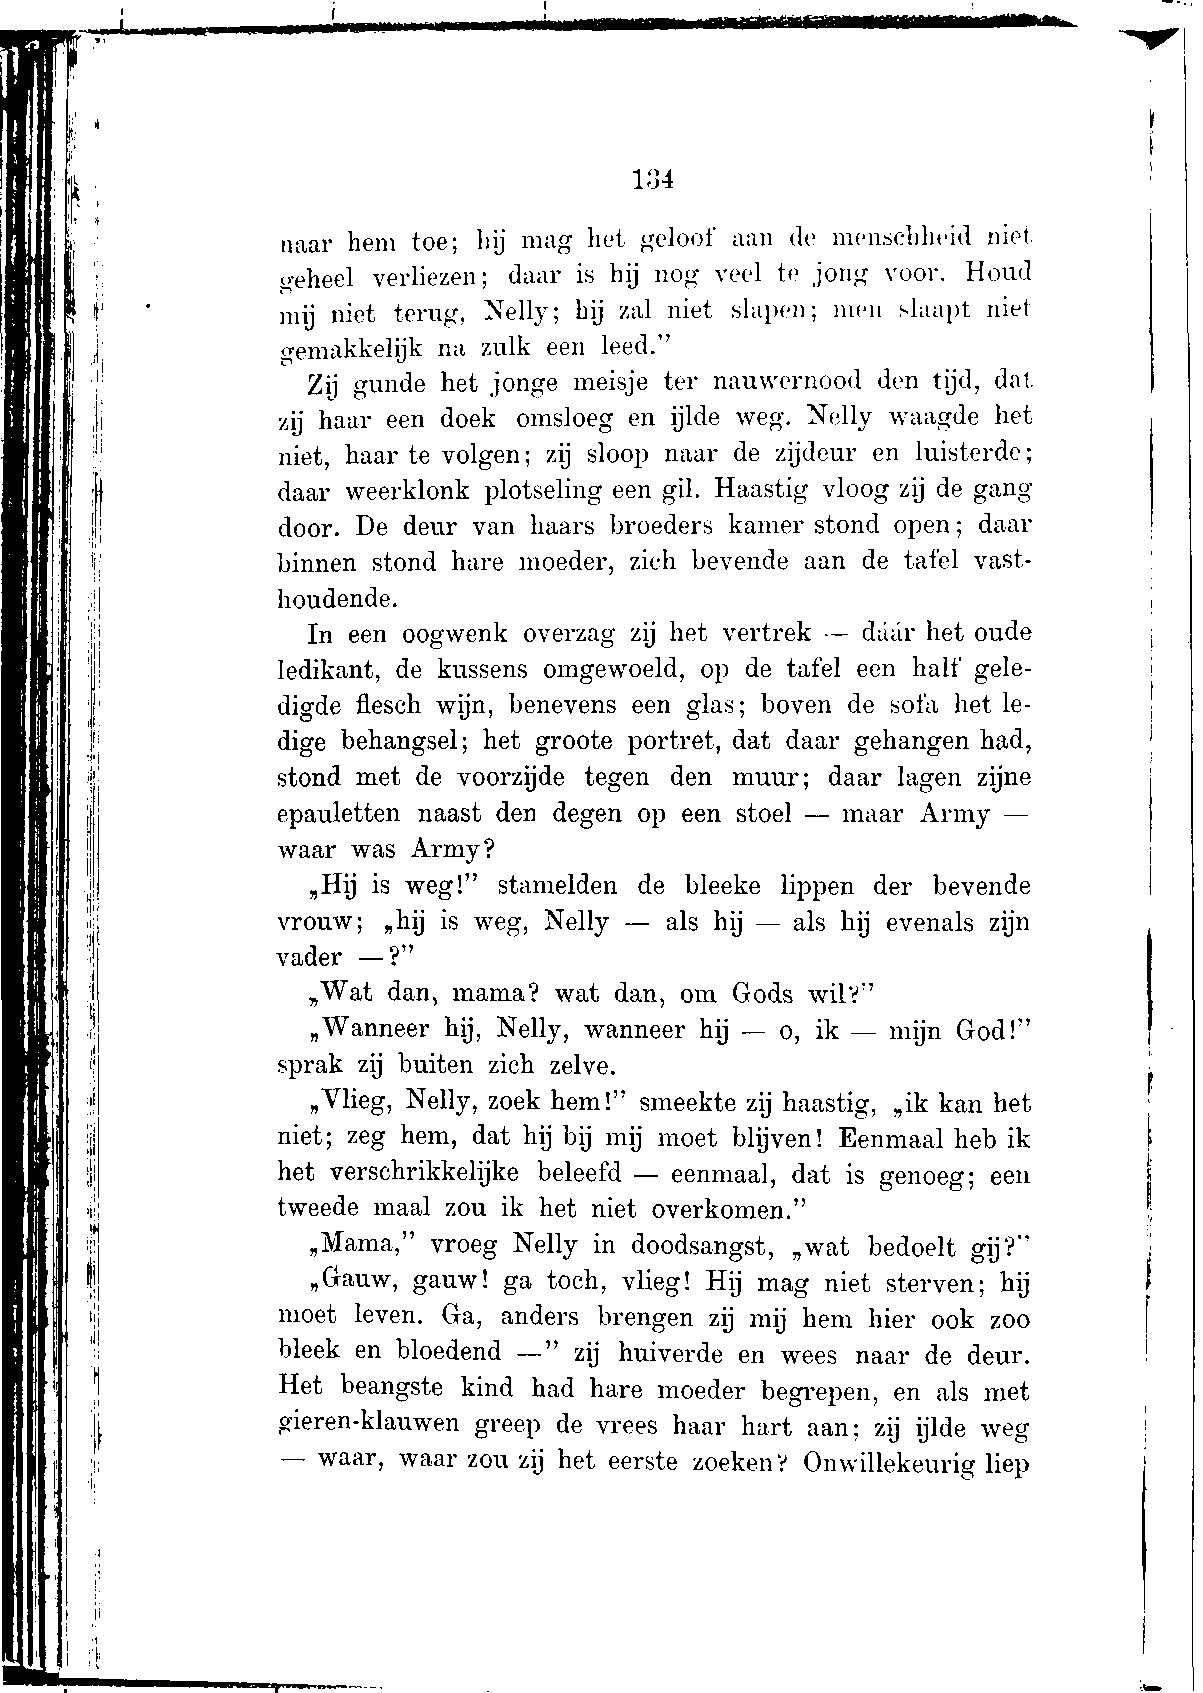 134
naar hem toe; hij mag het geloof aan de menschheid niet
geheel verliezen; daar is hij nog veel te jong voor. Houd
mij niet terug, Nelly; hij zal niet slapen; men slaapt niet
gemakkelijk na zulk een leed.”
Zij gunde het jonge meisje ter nauwernood den tijd, dat
zij haar een doek omsloeg en ijlde weg. Nelly waagde het
niet, haar te volgen; zij sloop naar de zijdeur en luisterde;
daar weerklonk plotseling een gil. Haastig vloog zij de gang
door. De deur van haars broeders kamer stond open; daar
binnen stond hare moeder, zich bevende aan de tafel vast-
houdende.
In een oogwenk overzag zij het vertrek — dáár het oude
ledikant, de kussens omgewoeld, op de tafel een half gele-
digde flesch wijn, benevens een glas; boven de sofa het le-
dige behangsel; het groote portret, dat daar gehangen had,
stond met de voorzijde tegen den muur; daar lagen zijne
epauletten naast den degen op een stoel — maar Army —
waar was Army?
„Hij is weg!” stamelden de bleeke lippen der bevende
vrouw; „hij is weg, Nelly — als hij — als hij evenals zijn
vader —?”
„Wat dan, mama? wat dan, om Gods wil?”
„Wanneer hij, Nelly, wanneer hij — o, ik — mijn God!”
sprak zij buiten zich zelve.
„Vlieg, Nelly, zoek hem!” smeekte zij haastig, „ik kan het
niet; zeg hem, dat hij bij mij moet blijven! Eenmaal heb ik
het verschrikkelijke beleefd — eenmaal, dat is genoeg; een
tweede maal zou ik het niet overkomen.”
„Mama,” vroeg Nelly in doodsangst, „wat bedoelt gij?”
„Gauw, gauw! ga toch, vlieg! Hij mag niet sterven; hij
moet leven. Ga, anders brengen zij mij hem hier ook zoo
bleek en bloedend —” zij huiverde en wees naar de deur.
Het beangste kind had hare moeder begrepen, en als met
gieren-klauwen greep de vrees haar hart aan; zij ijlde weg
— waar, waar zou zij het eerste zoeken? Onwillekeurig liep